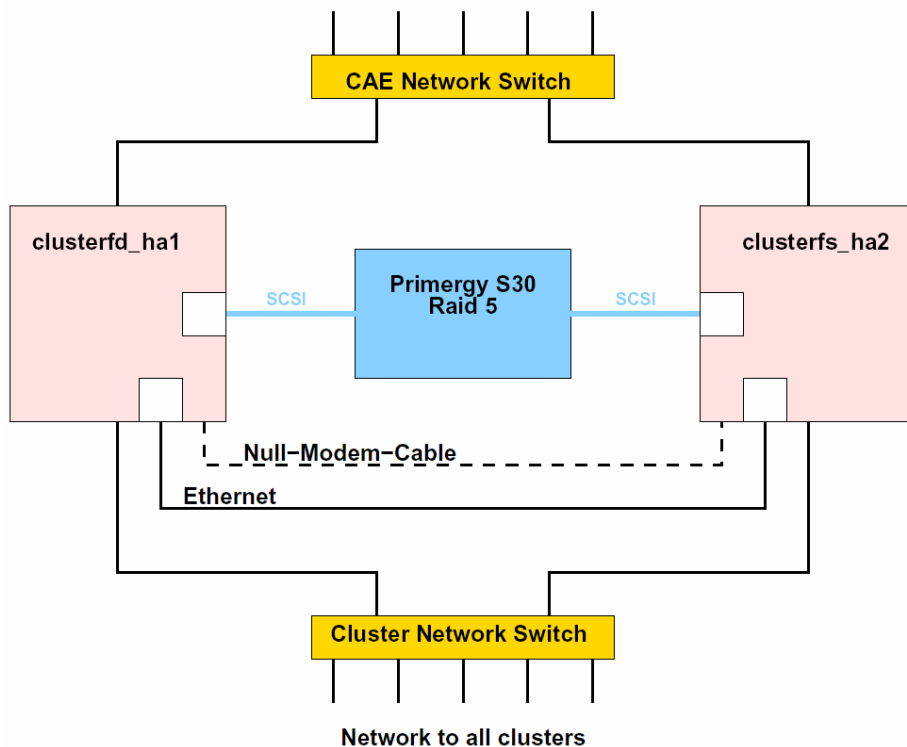 CAE Network Switch
clusterfd_ha1
clusterfs_ha2
Primergy S30
Raid 5
SCSI
SCSI
Null−Modem−Cable
Ethernet
Cluster Network Switch
Network to all clusters